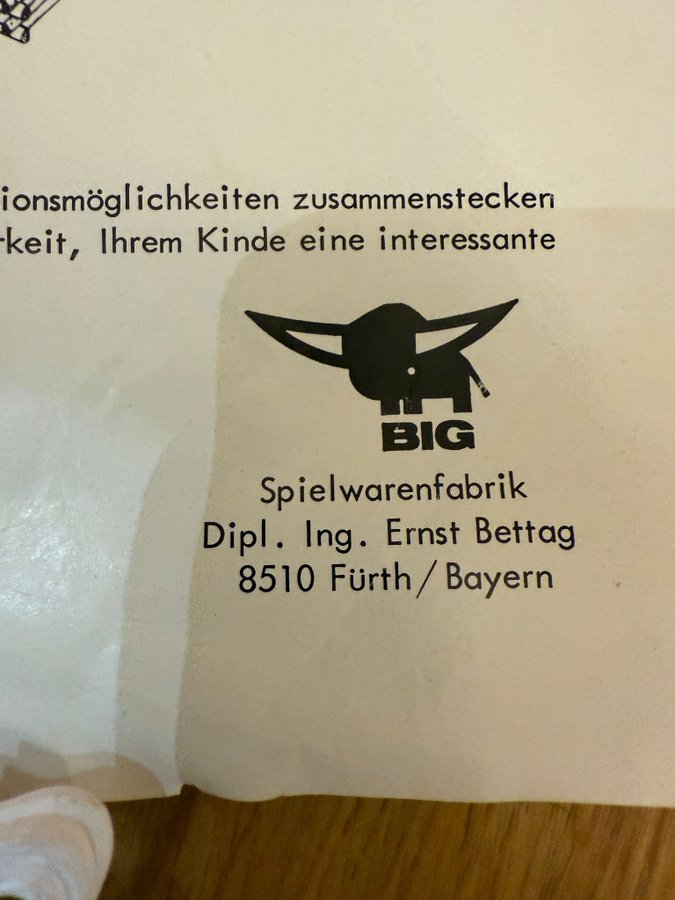 ionsmöglichkeiten zusammenstecken
rkeit, Ihrem Kinde eine interessante
BIG
Spielwarenfabrik
Dipl. Ing. Ernst Bettag
8510 Fürth/Bayern